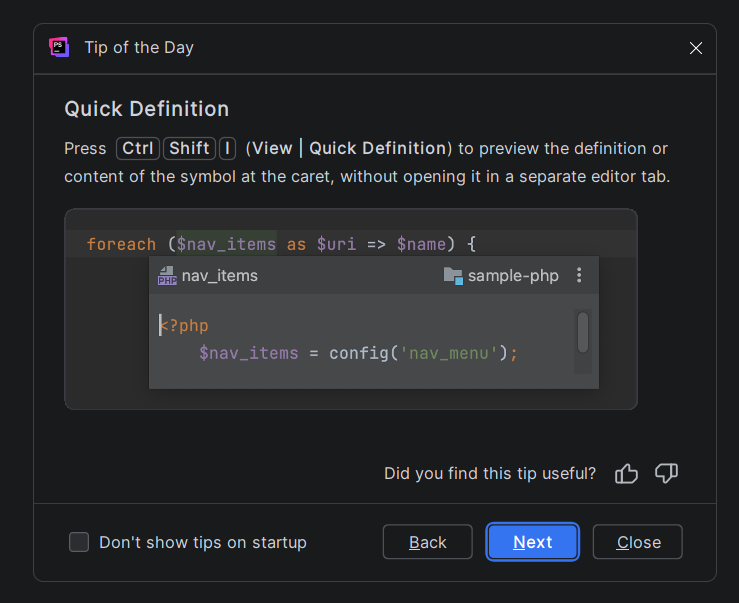 PS
Tip of the Day
Quick Definition
Press Ctrl Shift I (View | Quick Definition) to preview the definition or
content of the symbol at the caret, without opening it in a separate editor tab.
foreach ($nav_items as $uri => $name) {
PHP nav_items sample-php
<?php
$nav_items = config('nav_menu');
Did you find this tip useful?
Don't show tips on startup Back Next Close